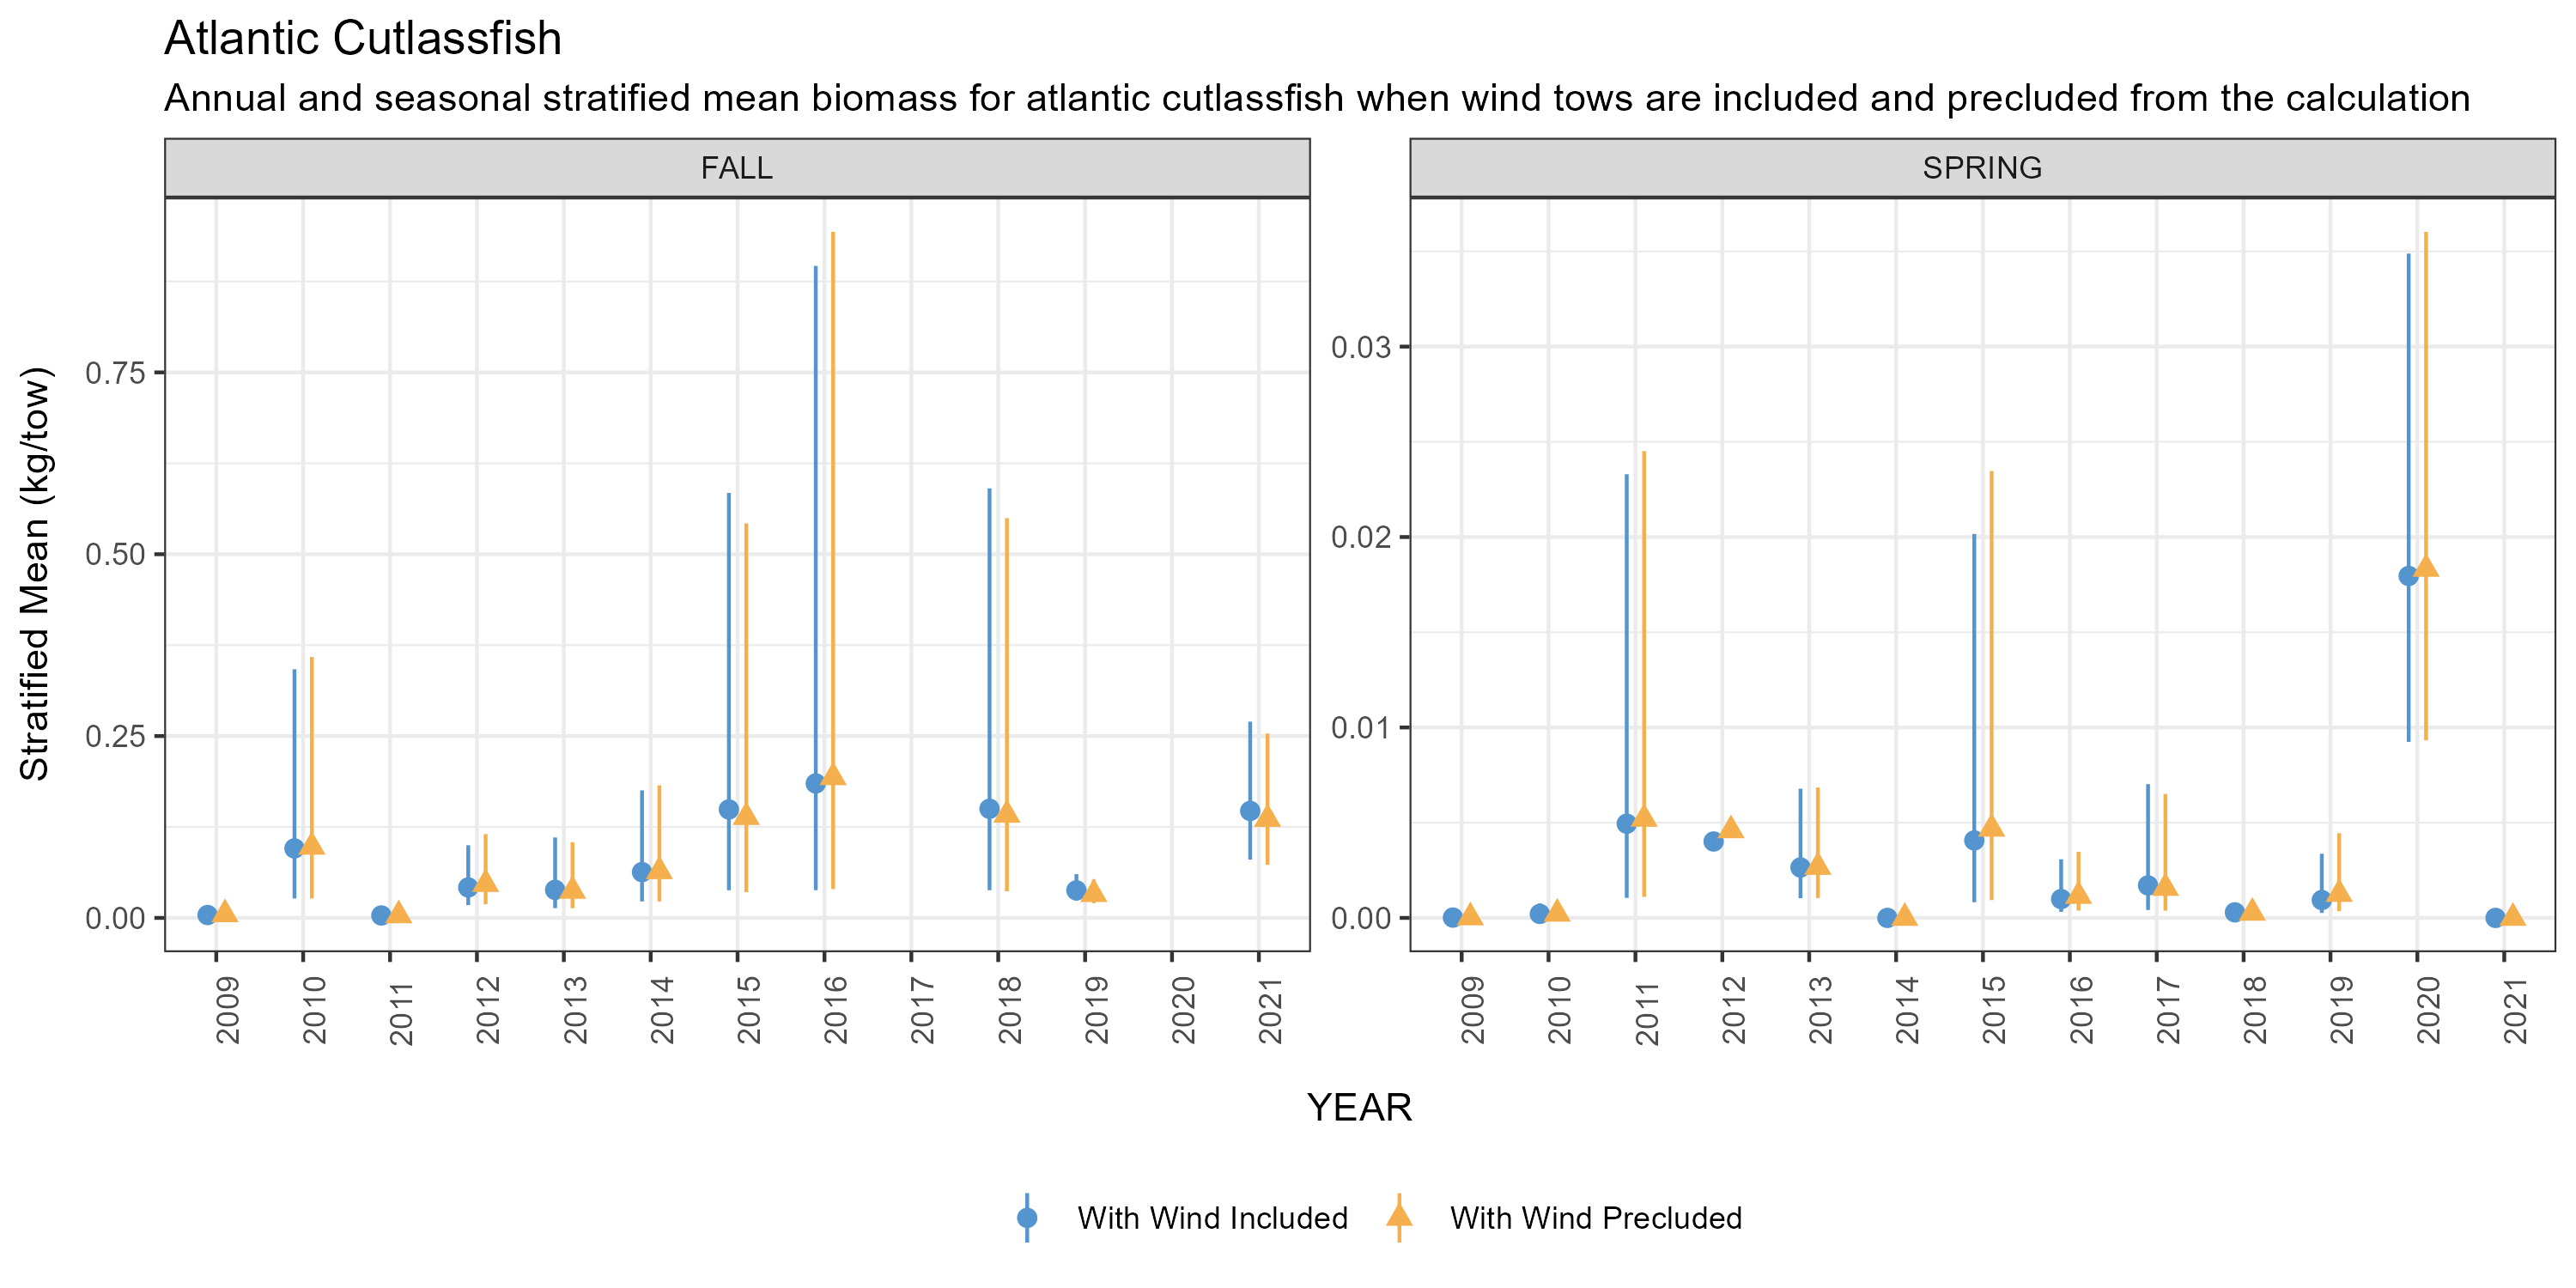 Atlantic Cutlassfish
Annual and seasonal stratified mean biomass for atlantic cutlassfish when wind tows are included and precluded from the calculation
FALL
SPRING
Stratified Mean (kg/tow)
0.75
0.50
0.25
0.00
0.03
0.02
0.01
0.00
2009 2010 2011 2012 2013 2014 2015 2016 2017 2018 2019 2020 2021
2009 2010 2011 2012 2013 2014 2015 2016 2017 2018 2019 2020 2021
YEAR
With Wind Included
With Wind Precluded